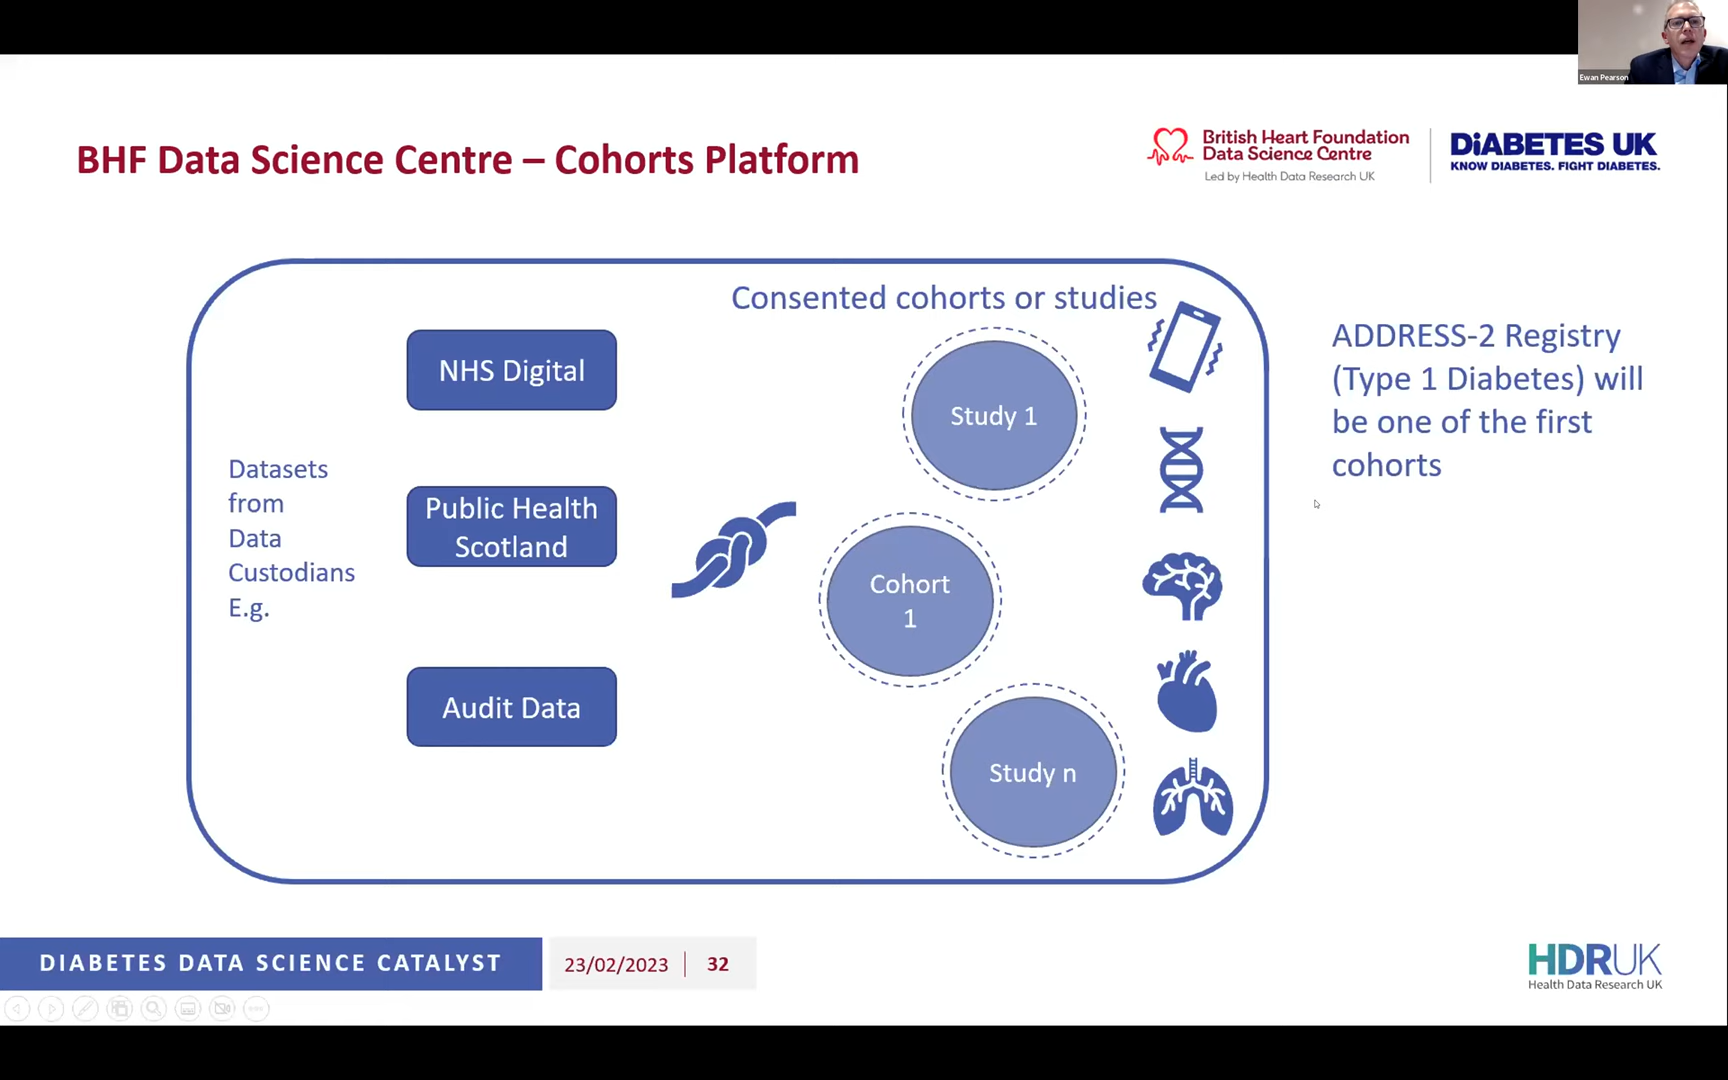 Ewan Pearson
BHF Data Science Centre – Cohorts Platform
British Heart Foundation
Data Science Centre
Led by Health Data Research UK
DiABETES UK
KNOW DIABETES. FIGHT DIABETES.
Consented cohorts or studies
NHS Digital
Public Health
Scotland
Audit Data
Datasets
from
Data
Custodians
E.g.
Study 1
Cohort
1
Study n
ADDRESS-2 Registry
(Type 1 Diabetes) will
be one of the first
cohorts
DIABETES DATA SCIENCE CATALYST
23/02/2023
32
HDRUK
Health Data Research UK